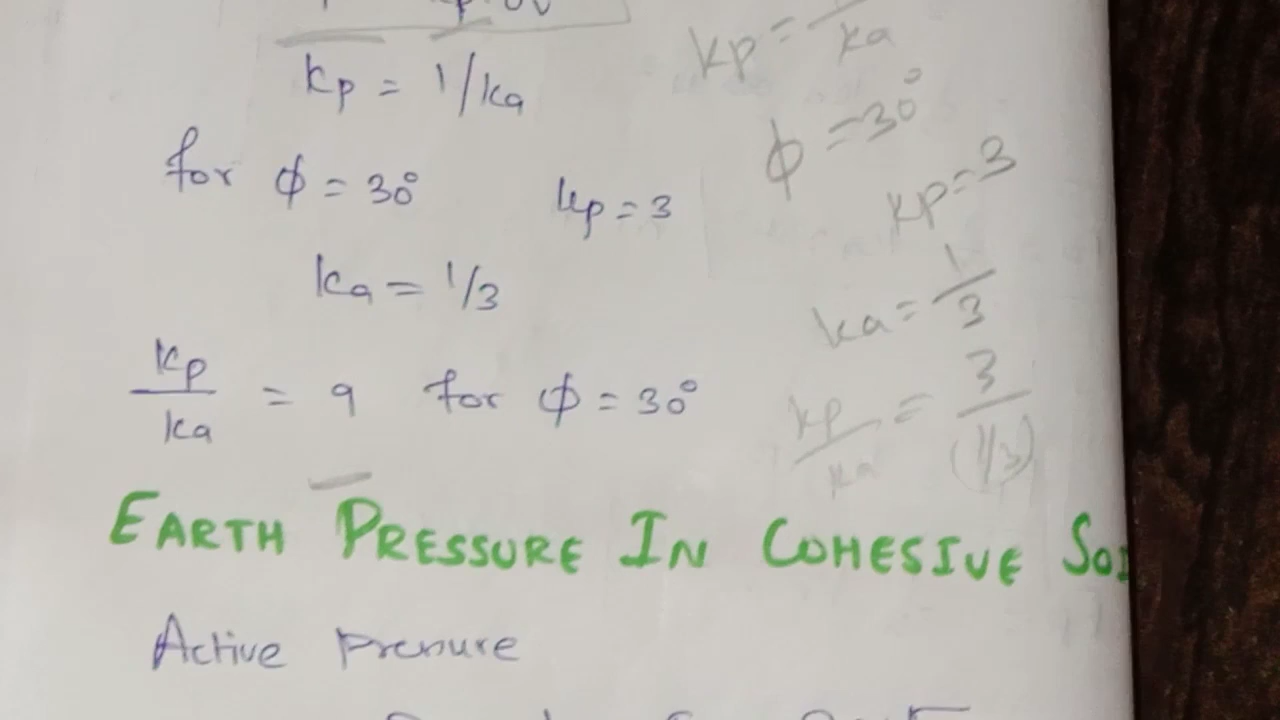 kp = 1/ka
for ϕ = 30° kp = 3
ka = 1/3
kp/ka = 9 for ϕ = 30°
kp = 1/ka
ϕ = 30°
kp = 3
ka = 1/3
kp/ka = 3/(1/3)
EARTH PRESSURE IN COHESIVE SOI
Active Pressure